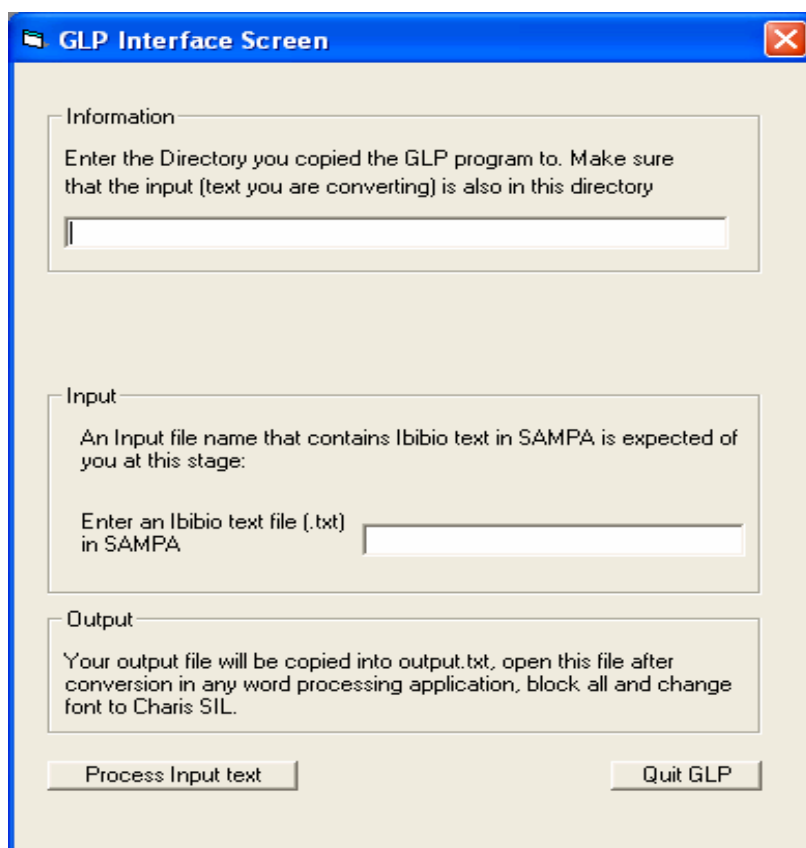 GLP Interface Screen
Information
Enter the Directory you copied the GLP program to. Make sure
that the input (text you are converting) is also in this directory
Input
An Input file name that contains Ibibio text in SAMPA is expected of
you at this stage:
Enter an Ibibio text file (.txt)
in SAMPA
Output
Your output file will be copied into output.txt, open this file after
conversion in any word processing application, block all and change
font to Charis SIL.
Process Input text
Quit GLP